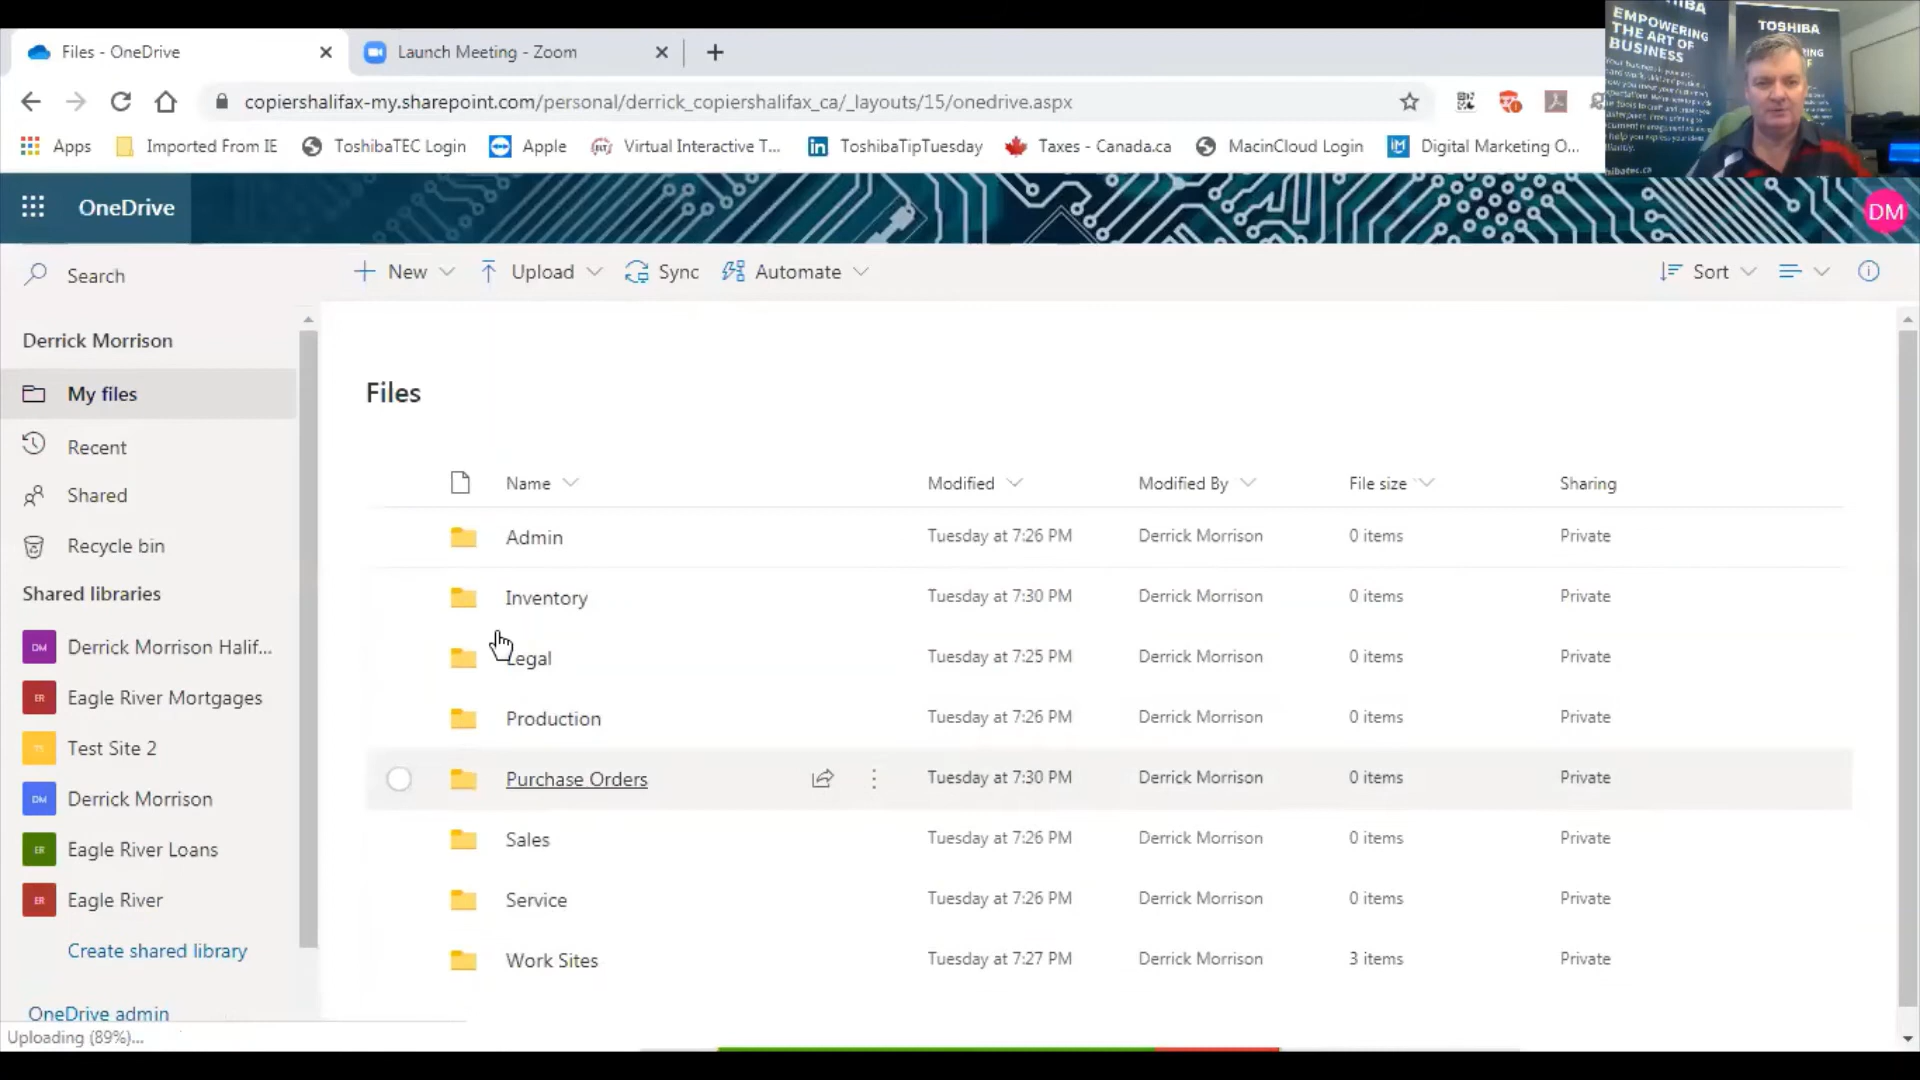 Files - OneDrive
Launch Meeting - Zoom
copiershalifax-my.sharepoint.com/personal/derrick_copiershalifax_ca/_layouts/15/onedrive.aspx
Apps
Imported From IE
ToshibaTEC Login
Apple
Virtual Interactive T...
ToshibaTipTuesday
Taxes - Canada.ca
MacinCloud Login
Digital Marketing O...
EMPOWERING
THE ART OF
BUSINESS
TOSHIBA
OneDrive
DM
Search
New
Upload
Sync
Automate
Sort
Derrick Morrison
My files
Recent
Shared
Recycle bin
Shared libraries
DM Derrick Morrison Halif...
ER Eagle River Mortgages
Test Site 2
DM Derrick Morrison
ER Eagle River Loans
ER Eagle River
Create shared library
OneDrive admin
Uploading (89%)...
Files
Name Modified Modified By File size Sharing
Admin Tuesday at 7:26 PM Derrick Morrison 0 items Private
Inventory Tuesday at 7:30 PM Derrick Morrison 0 items Private
Legal Tuesday at 7:25 PM Derrick Morrison 0 items Private
Production Tuesday at 7:26 PM Derrick Morrison 0 items Private
Purchase Orders Tuesday at 7:30 PM Derrick Morrison 0 items Private
Sales Tuesday at 7:26 PM Derrick Morrison 0 items Private
Service Tuesday at 7:26 PM Derrick Morrison 0 items Private
Work Sites Tuesday at 7:27 PM Derrick Morrison 3 items Private